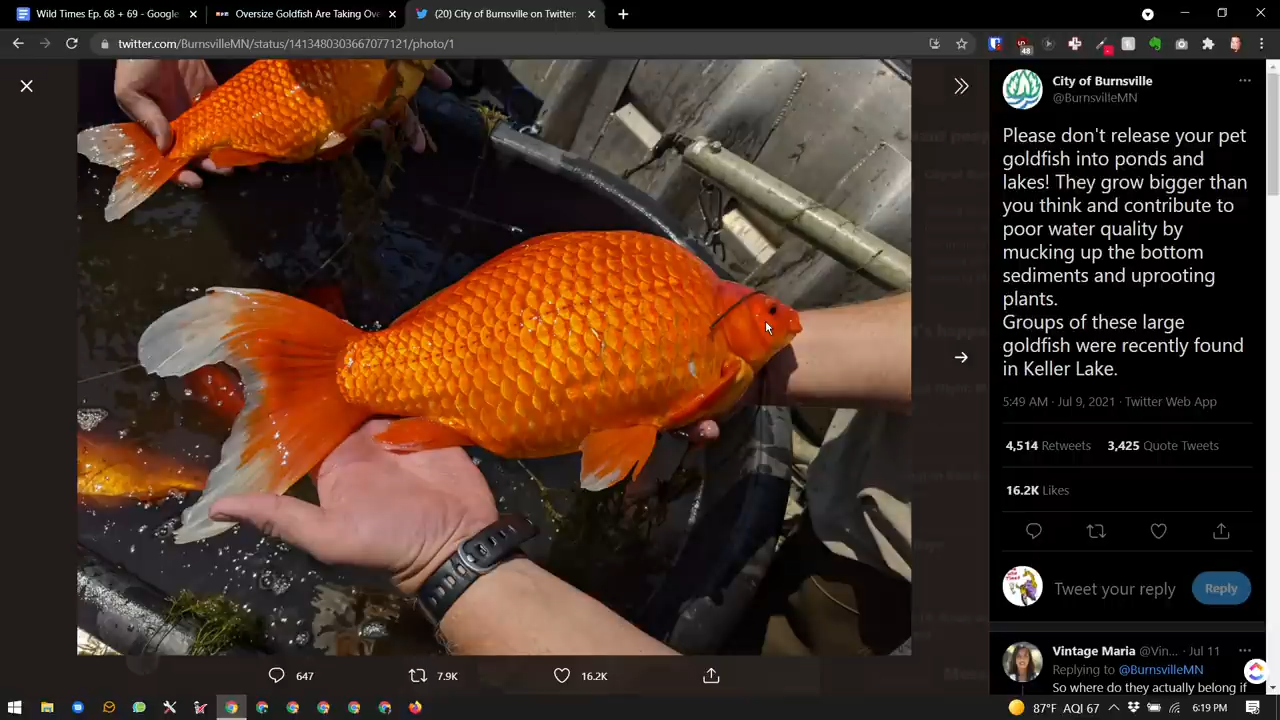 Wild Times Ep. 68 + 69 - Google
Oversize Goldfish Are Taking Ov
(20) City of Burnsville on Twitter:
twitter.com/BurnsvilleMN/status/1413480303667077121/photo/1
48
City of Burnsville
@BurnsvilleMN
Please don't release your pet
goldfish into ponds and
lakes! They grow bigger than
you think and contribute to
poor water quality by
mucking up the bottom
sediments and uprooting
plants.
Groups of these large
goldfish were recently found
in Keller Lake.
5:49 AM · Jul 9, 2021 · Twitter Web App
4,514 Retweets 3,425 Quote Tweets
16.2K Likes
Tweet your reply
Reply
Vintage Maria @Vin... · Jul 11
Replying to @BurnsvilleMN
So where do they actually belong if
647
7.9K
16.2K
87°F AQI 67
6:19 PM